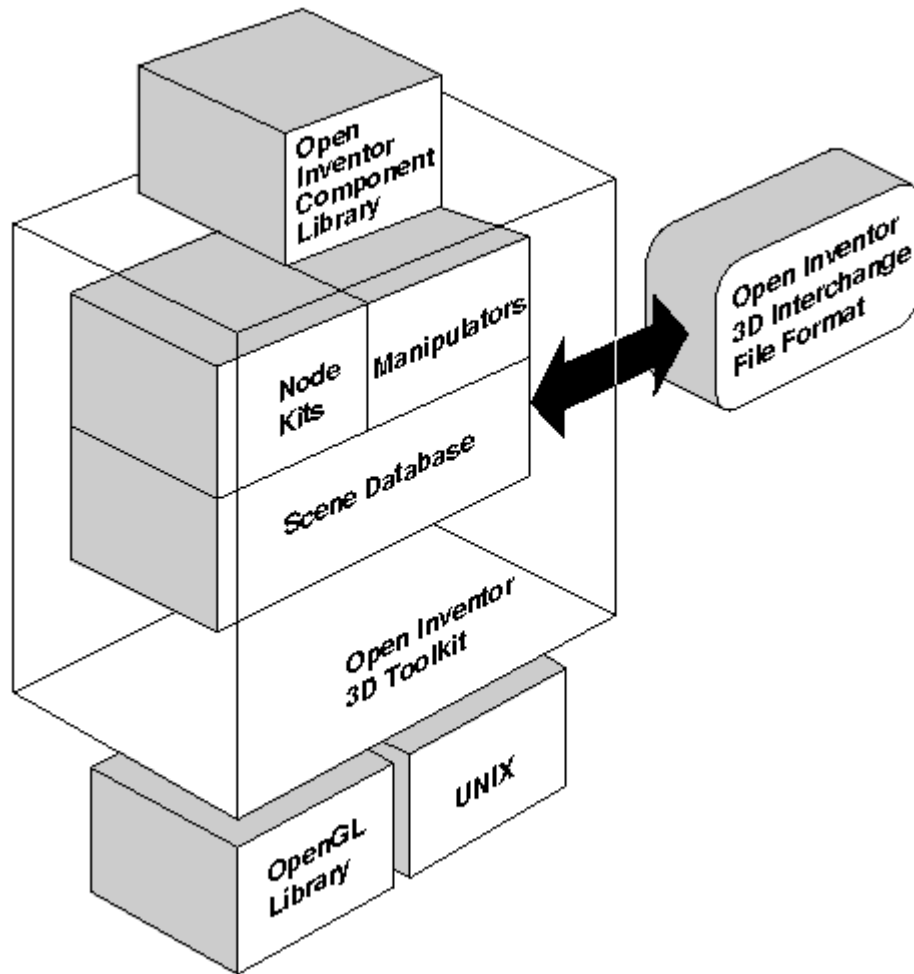 Open
Inventor
Component
Library
Open Inventor
3D Interchange
File Format
Node
Kits
Manipulators
Scene Database
Open Inventor
3D Toolkit
UNIX
OpenGL
Library